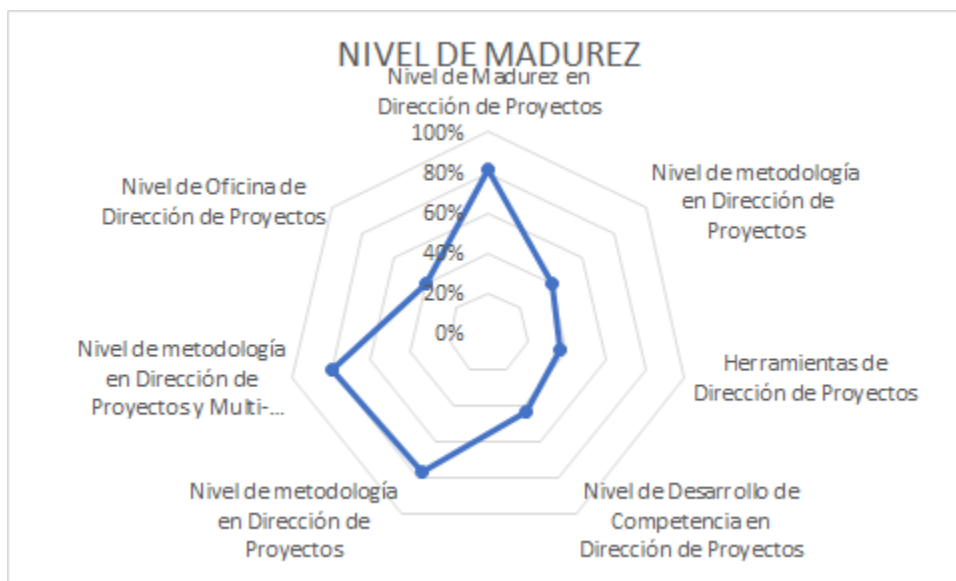 NIVEL DE MADUREZ
Nivel de Madurez en
Dirección de Proyectos
100%
80%
60%
40%
20%
0%
Nivel de metodología
en Dirección de
Proyectos
Herramientas de
Dirección de Proyectos
Nivel de Desarrollo de
Competencia en
Dirección de Proyectos
Nivel de metodología
en Dirección de
Proyectos
Nivel de metodología
en Dirección de
Proyectos y Multi-...
Nivel de Oficina de
Dirección de Proyectos